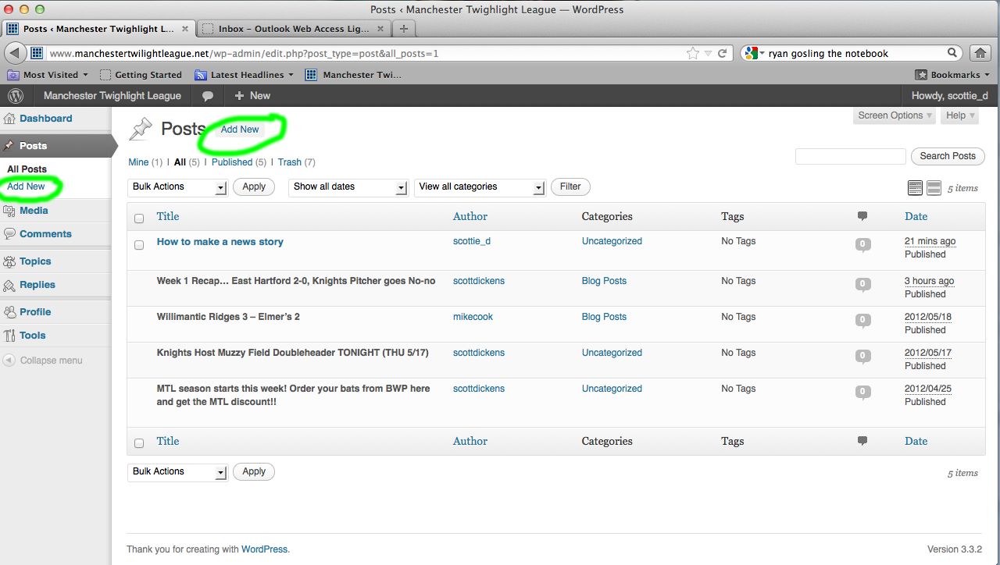 Posts ‹ Manchester Twighlight League — WordPress
Posts ‹ Manchester Twighlight L... × Inbox – Outlook Web Access Lig... × +
www.manchestertwilightleague.net/wp-admin/edit.php?post_type=post&all_posts=1 ryan gosling the notebook
Most Visited Getting Started Latest Headlines Manchester Twi... Bookmarks
Manchester Twighlight League + New Howdy, scottie_d
Dashboard
Posts
All Posts
Add New
Media
Comments
Topics
Replies
Profile
Tools
Collapse menu
Screen Options Help
Posts Add New
Mine (1) | All (5) | Published (5) | Trash (7)
Search Posts
Bulk Actions Apply Show all dates View all categories Filter 5 items
Title Author Categories Tags Date
How to make a news story scottie_d Uncategorized No Tags 0 21 mins ago
Published
Week 1 Recap… East Hartford 2-0, Knights Pitcher goes No-no scottdickens Blog Posts No Tags 0 3 hours ago
Published
Willimantic Ridges 3 – Elmer’s 2 mikecook Blog Posts No Tags 0 2012/05/18
Published
Knights Host Muzzy Field Doubleheader TONIGHT (THU 5/17) scottdickens Uncategorized No Tags 0 2012/05/17
Published
MTL season starts this week! Order your bats from BWP here scottdickens Uncategorized No Tags 0 2012/04/25
and get the MTL discount!! Published
Title Author Categories Tags Date
Bulk Actions Apply 5 items
Thank you for creating with WordPress. Version 3.3.2